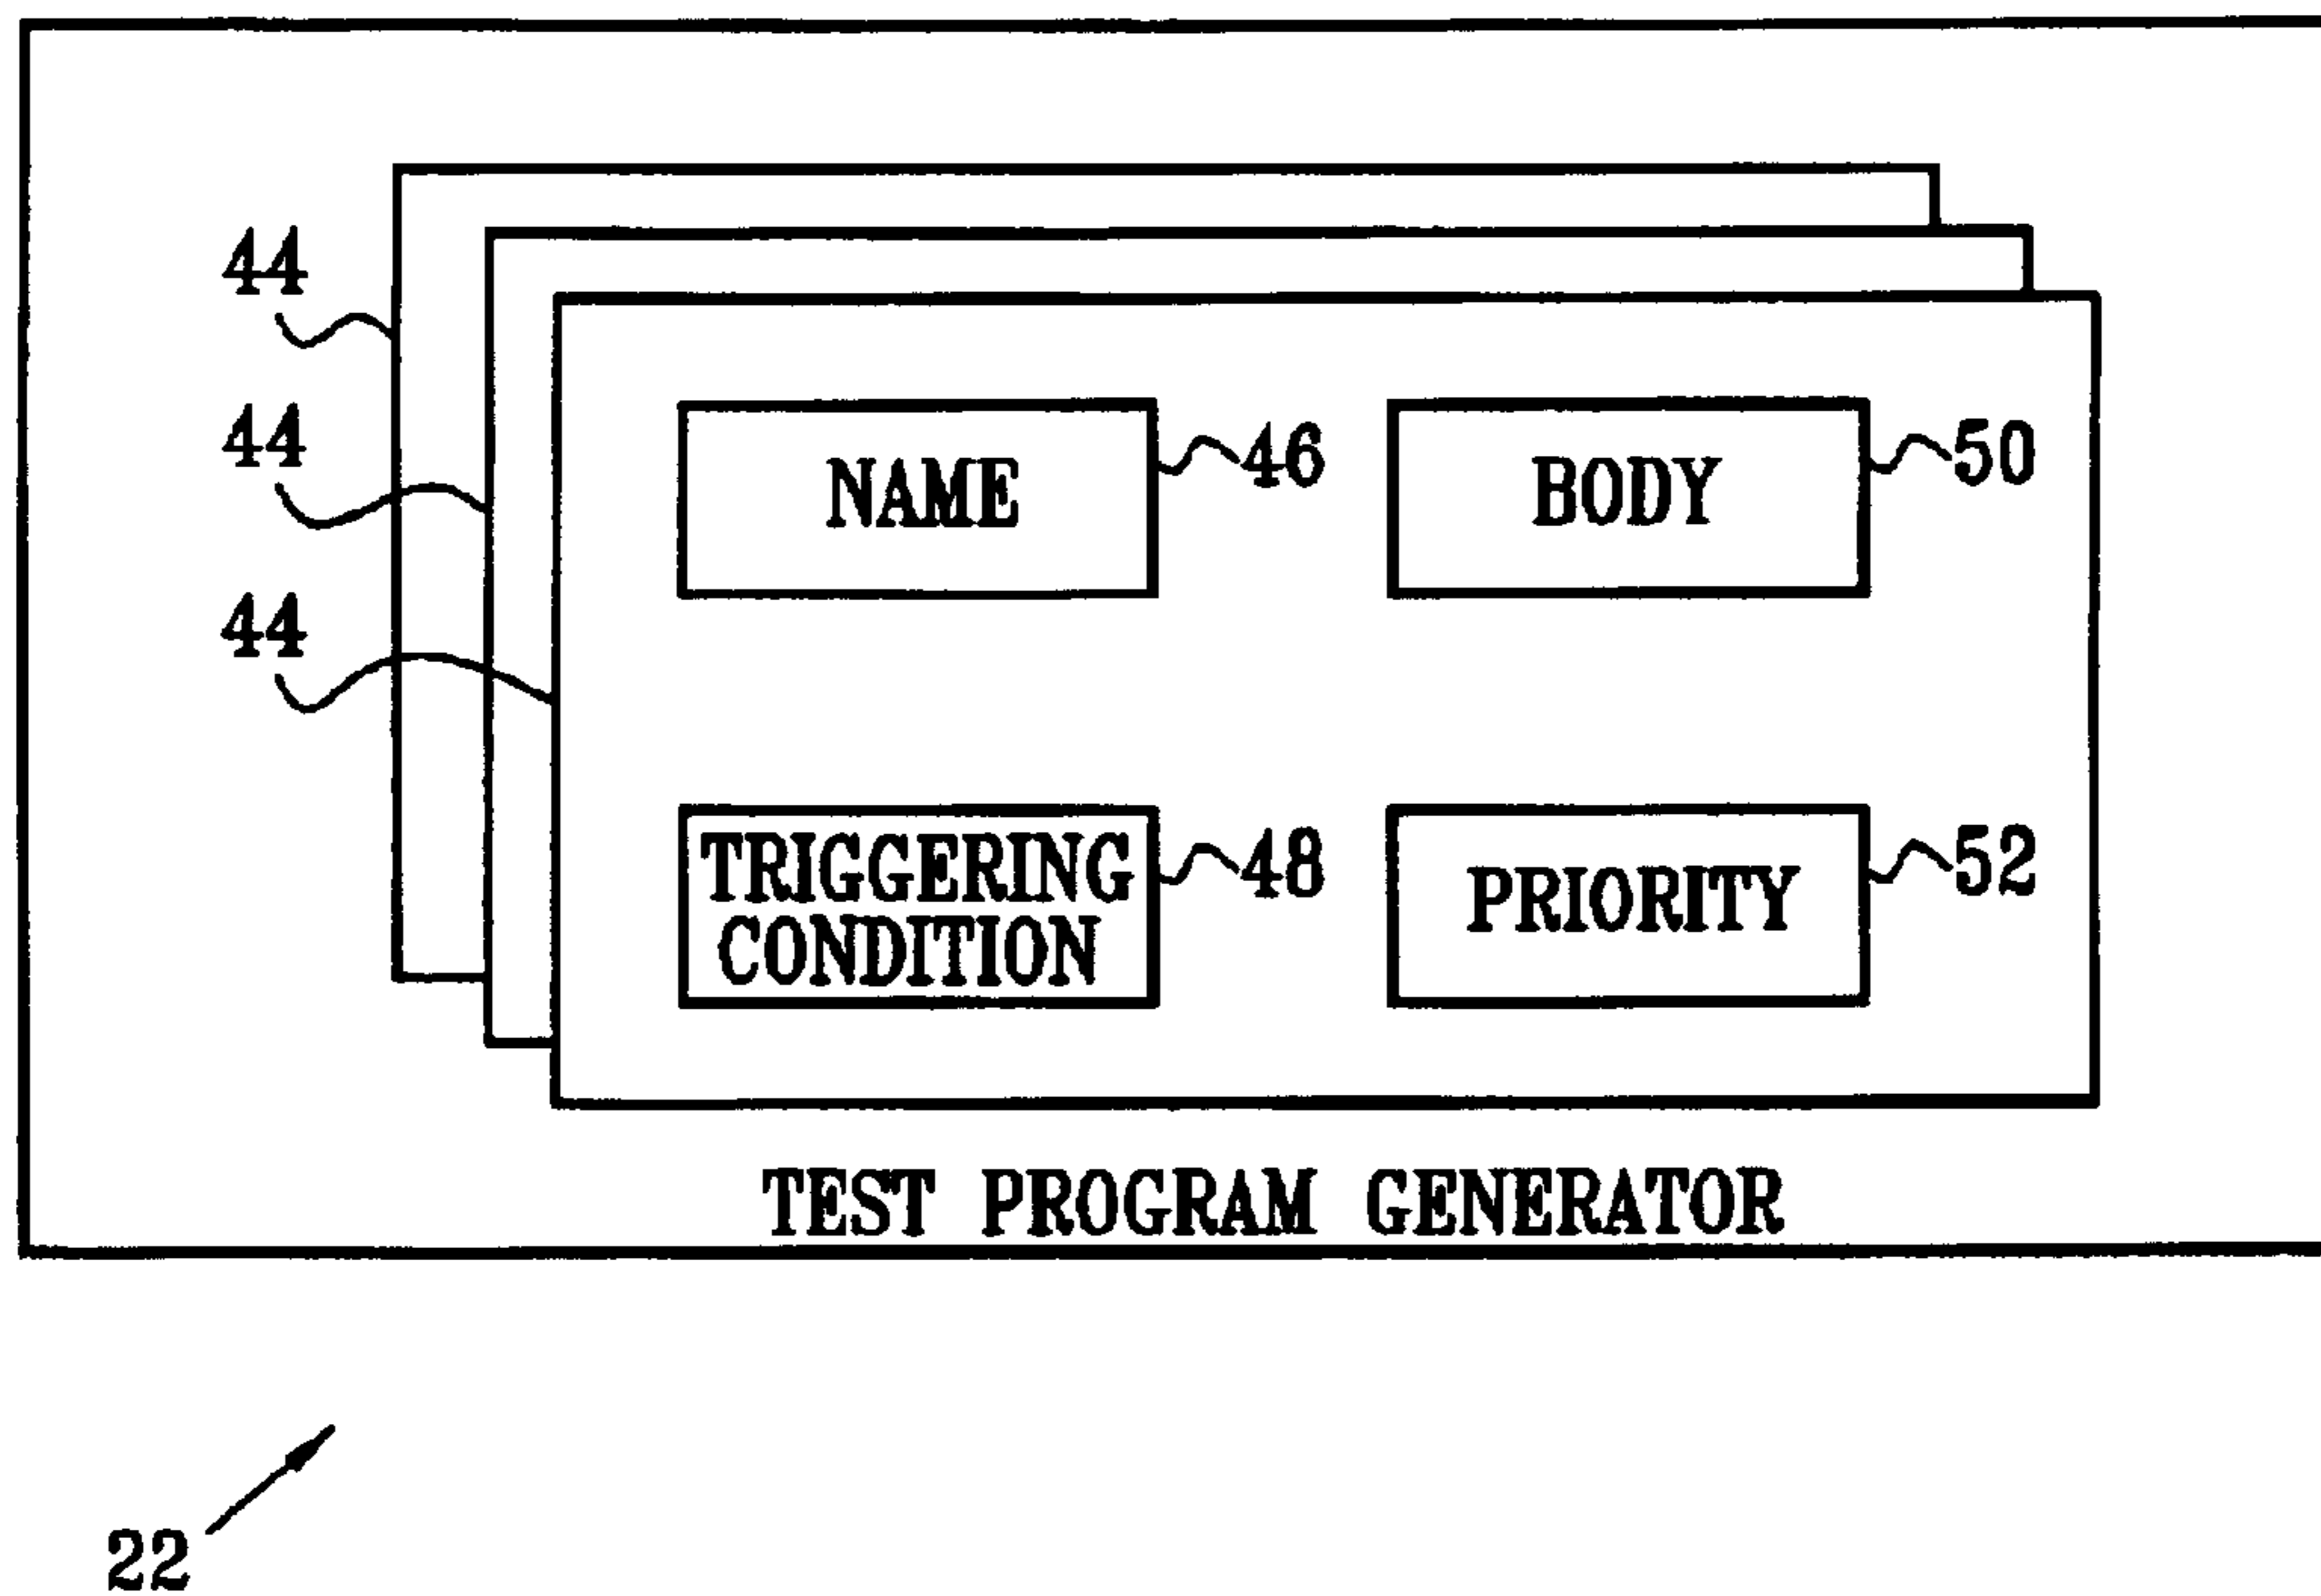 44
44
44
NAME
46
BODY
50
TRIGGERING
CONDITION
48
PRIORITY
52
TEST PROGRAM GENERATOR
22